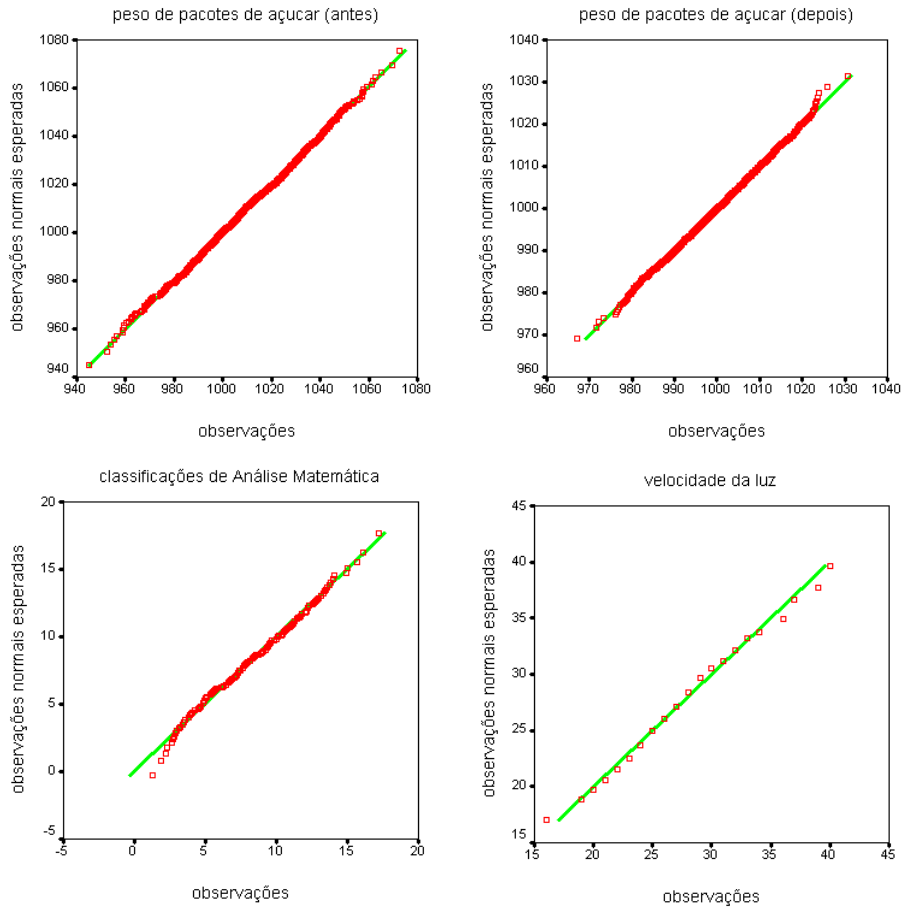 peso de pacotes de açucar (antes)
observações normais esperadas
1080
1060
1040
1020
1000
980
960
940
940 960 980 1000 1020 1040 1060 1080
observações
peso de pacotes de açucar (depois)
observações normais esperadas
1040
1030
1020
1010
1000
990
980
970
960
960 970 980 990 1000 1010 1020 1030 1040
observações
classificações de Análise Matemática
observações normais esperadas
20
15
10
5
0
-5
-5 0 5 10 15 20
observações
velocidade da luz
observações normais esperadas
45
40
35
30
25
20
15
15 20 25 30 35 40 45
observações